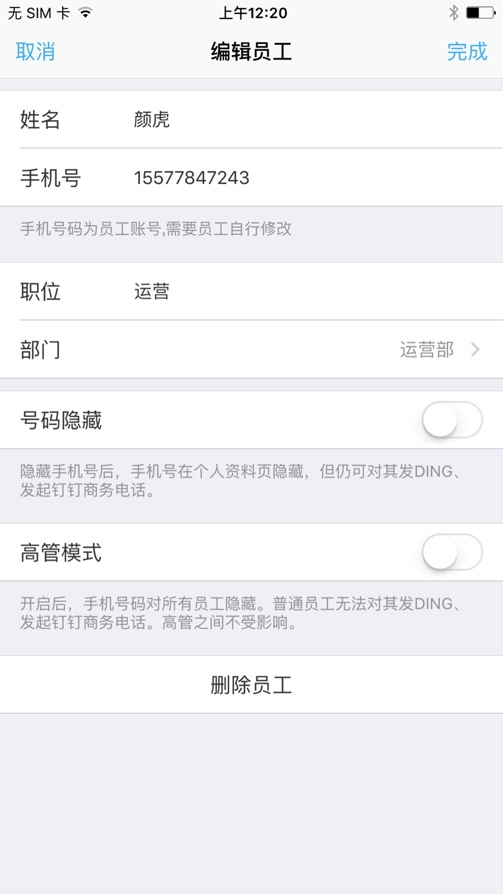 无 SIM 卡 上午12:20
取消 编辑员工 完成
姓名 颜虎
手机号 15577847243
手机号码为员工账号,需要员工自行修改
职位 运营
部门 运营部
号码隐藏
隐藏手机号后，手机号在个人资料页隐藏，但仍可对其发DING、
发起钉钉商务电话。
高管模式
开启后，手机号码对所有员工隐藏。普通员工无法对其发DING、
发起钉钉商务电话。高管之间不受影响。
删除员工